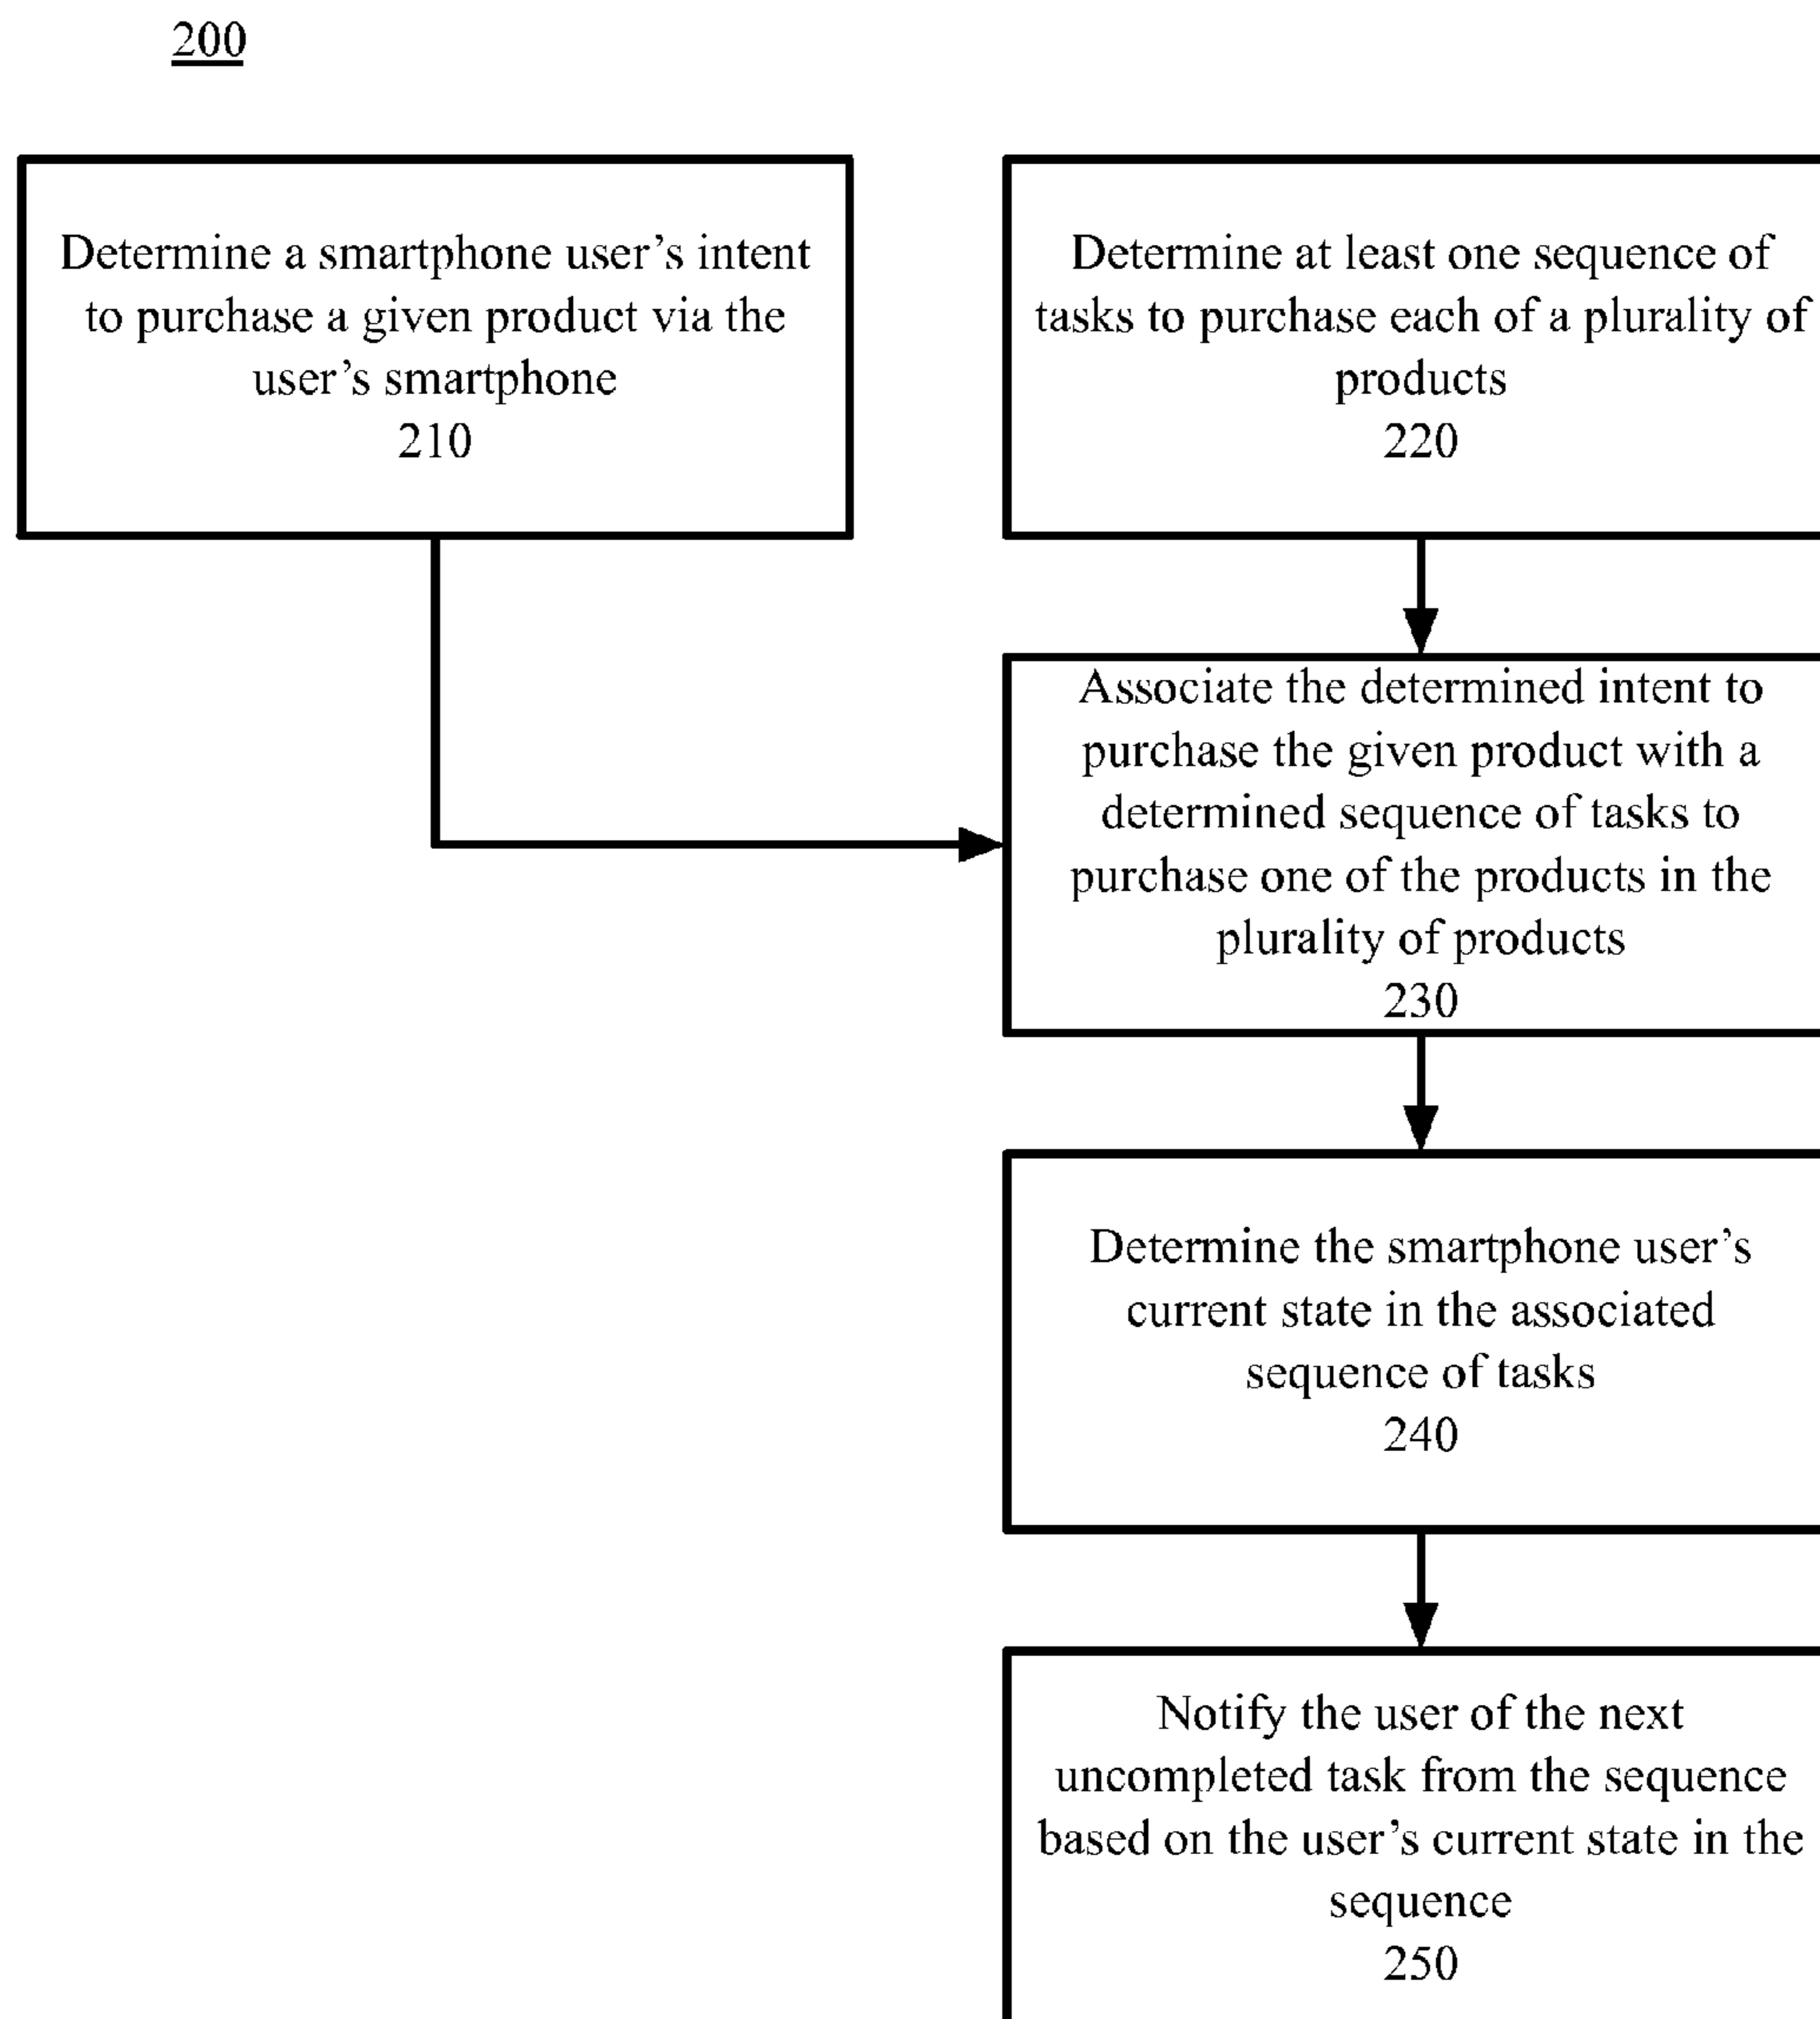 200
Determine a smartphone user’s intent
to purchase a given product via the
user’s smartphone
210
Determine at least one sequence of
tasks to purchase each of a plurality of
products
220
Associate the determined intent to
purchase the given product with a
determined sequence of tasks to
purchase one of the products in the
plurality of products
230
Determine the smartphone user’s
current state in the associated
sequence of tasks
240
Notify the user of the next
uncompleted task from the sequence
based on the user’s current state in the
sequence
250